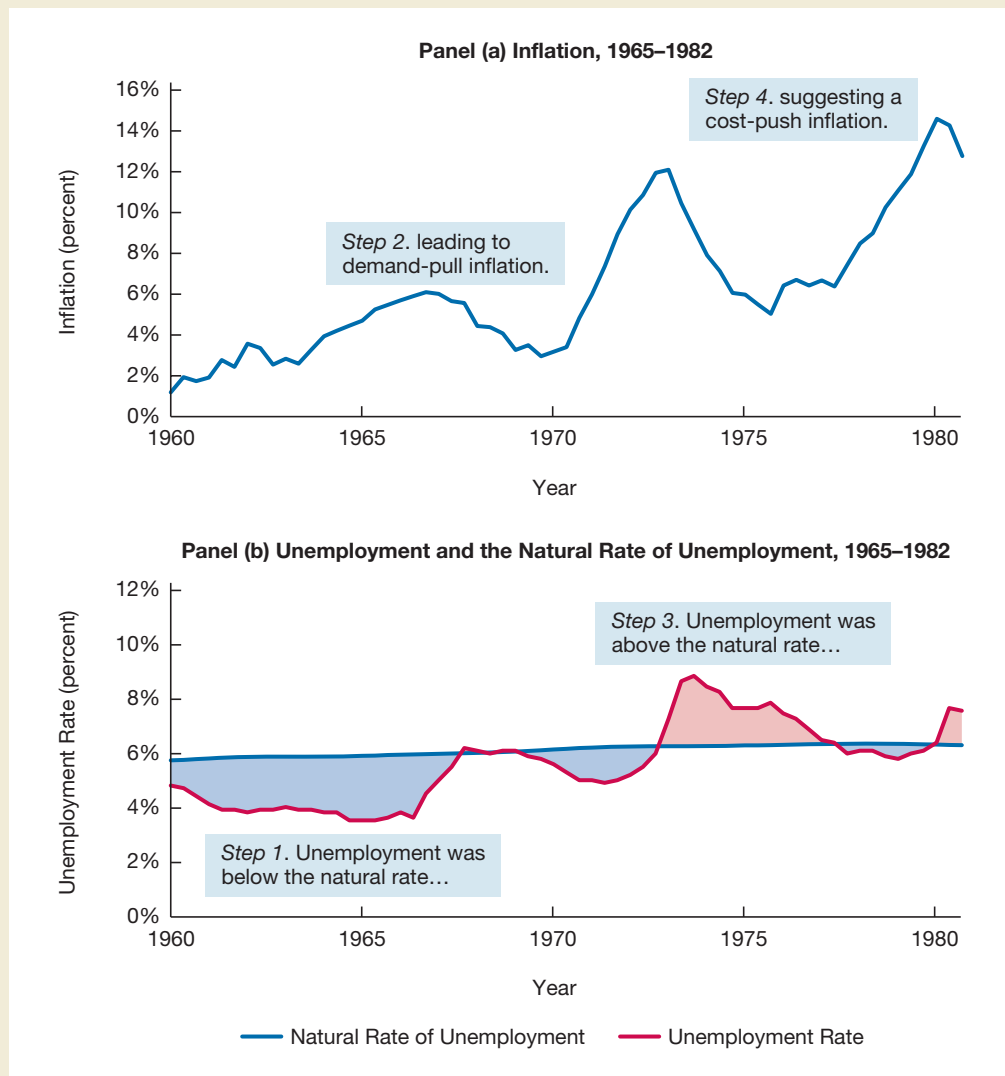 Panel (a) Inflation, 1965–1982
Inflation (percent)
16%
14%
12%
10%
8%
6%
4%
2%
0%
Step 4. suggesting a
cost-push inflation.
Step 2. leading to
demand-pull inflation.
1960 1965 1970 1975 1980
Year
Panel (b) Unemployment and the Natural Rate of Unemployment, 1965–1982
Unemployment Rate (percent)
12%
10%
8%
6%
4%
2%
0%
Step 3. Unemployment was
above the natural rate…
Step 1. Unemployment was
below the natural rate…
1960 1965 1970 1975 1980
Year
Natural Rate of Unemployment Unemployment Rate